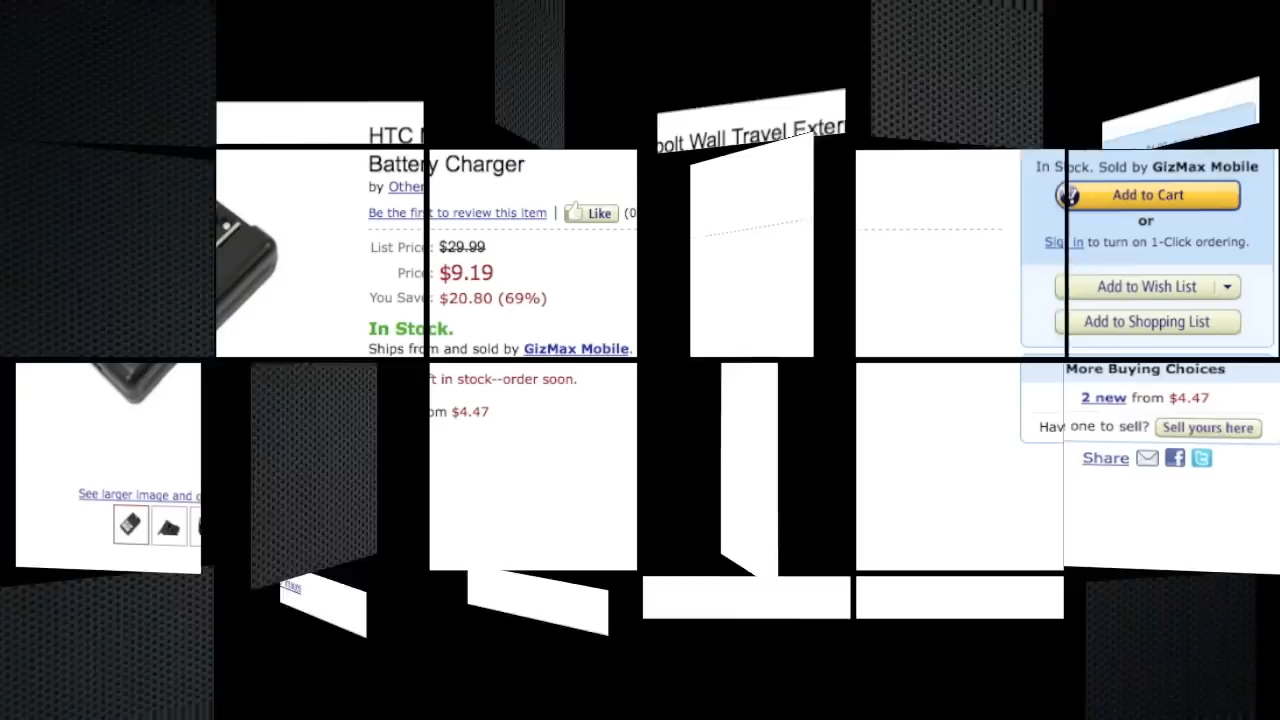 HTC
bolt Wall Travel Exter
Battery Charger
by Other
Be the first to review this item | Like (0
List Price: $29.99
Price: $9.19
You Save: $20.80 (69%)
In Stock.
Ships from and sold by GizMax Mobile.
ft in stock--order soon.
om $4.47
See larger image and
In Stock. Sold by GizMax Mobile
Add to Cart
or
Sign in to turn on 1-Click ordering.
Add to Wish List
Add to Shopping List
More Buying Choices
2 new from $4.47
Have one to sell? Sell yours here
Share